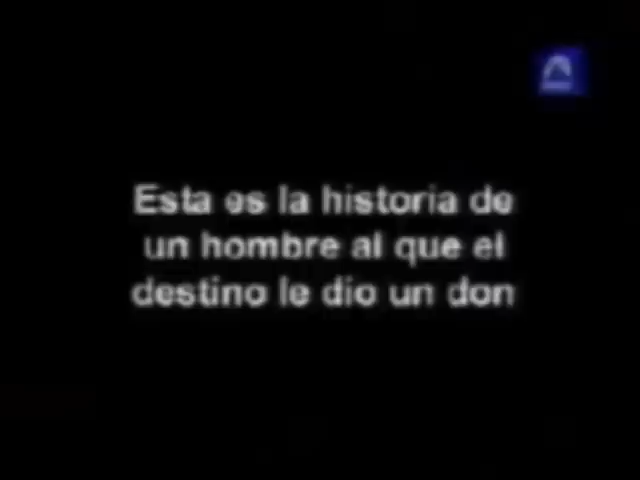 Esta es la historia de
un hombre al que el
destino le dio un don